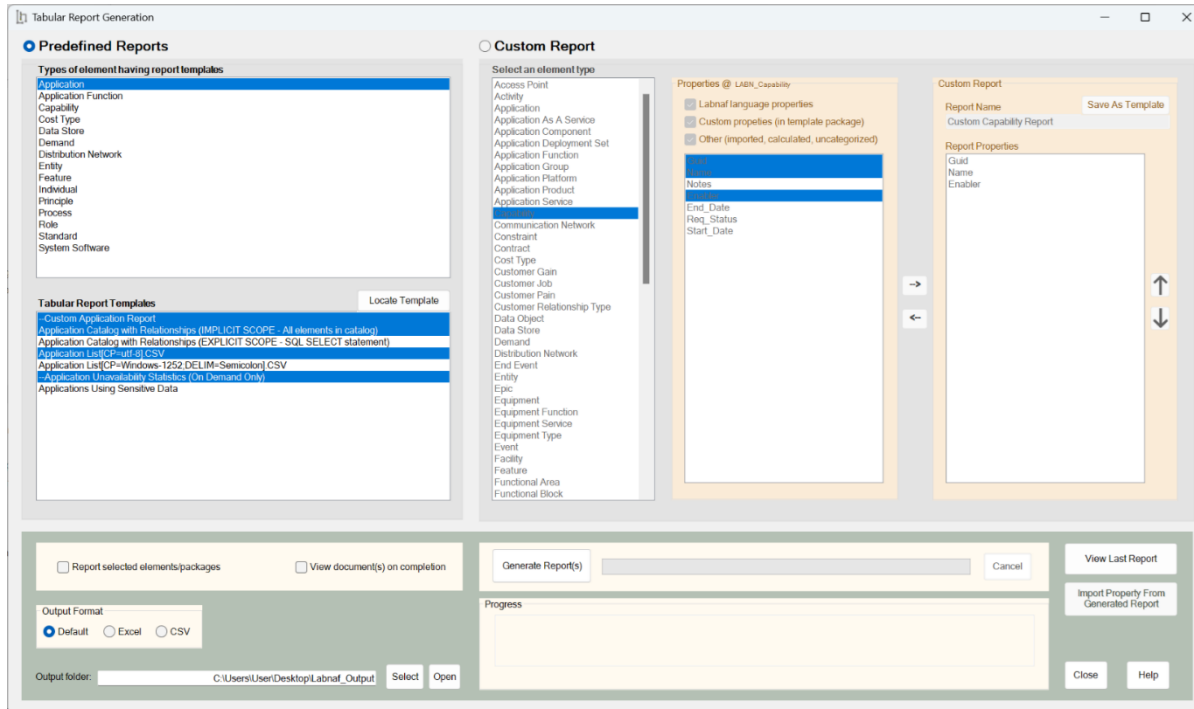 Tabular Report Generation
Predefined Reports
Types of element having report templates
Application
Application Function
Capability
Cost Type
Data Store
Demand
Distribution Network
Entity
Feature
Individual
Principle
Process
Role
Standard
System Software
Tabular Report Templates
Locate Template
--Custom Application Report
Application Catalog with Relationships (IMPLICIT SCOPE - All elements in catalog)
Application Catalog with Relationships (EXPLICIT SCOPE - SQL SELECT statement)
Application List[CP=utf-8].CSV
Application List[CP=Windows-1252,DELIM=Semicolon].CSV
--Application Unavailability Statistics (On Demand Only)
Applications Using Sensitive Data
Custom Report
Select an element type
Access Point
Activity
Application
Application As A Service
Application Component
Application Deployment Set
Application Function
Application Group
Application Platform
Application Product
Application Service
Communication Network
Constraint
Contract
Cost Type
Customer Gain
Customer Job
Customer Pain
Customer Relationship Type
Data Object
Data Store
Demand
Distribution Network
End Event
Entity
Epic
Equipment
Equipment Function
Equipment Service
Equipment Type
Event
Facility
Feature
Functional Area
Functional Block
Properties @ LABN_Capability
Labnaf language properties
Custom propeties (in template package)
Other (imported, calculated, uncategorized)
Notes
End_Date
Req_Status
Start_Date
-->
<--
Custom Report
Report Name
Save As Template
Custom Capability Report
Report Properties
Guid
Name
Enabler
Report selected elements/packages
View document(s) on completion
Output Format
Default
Excel
CSV
Output folder:
C:\Users\User\Desktop\Labnaf_Output
Select
Open
Generate Report(s)
Cancel
Progress
View Last Report
Import Property From
Generated Report
Close
Help